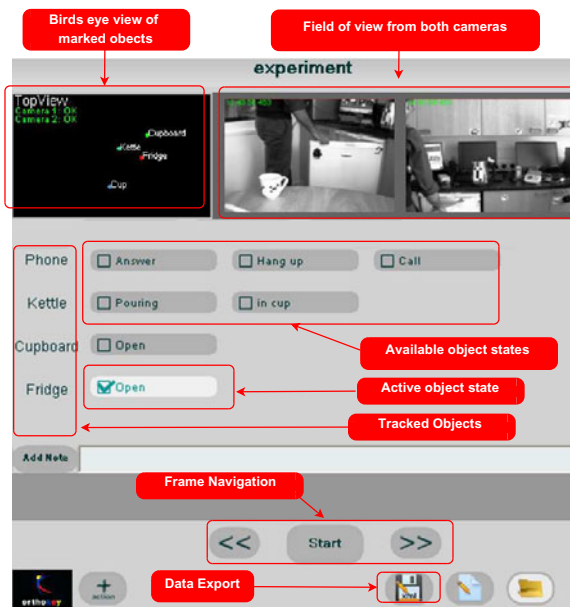 Birds eye view of
marked obects
Field of view from both cameras
experiment
TopView
Camera 1: OK
Camera 2: OK
Cupboard
Kettle
Fridge
Cup
Phone
Answer
Hang up
Call
Kettle
Pouring
in cup
Cupboard
Open
Available object states
Fridge
Open
Active object state
Tracked Objects
Add Note
Frame Navigation
<<
Start
>>
Data Export
orthokey
+
action
xml